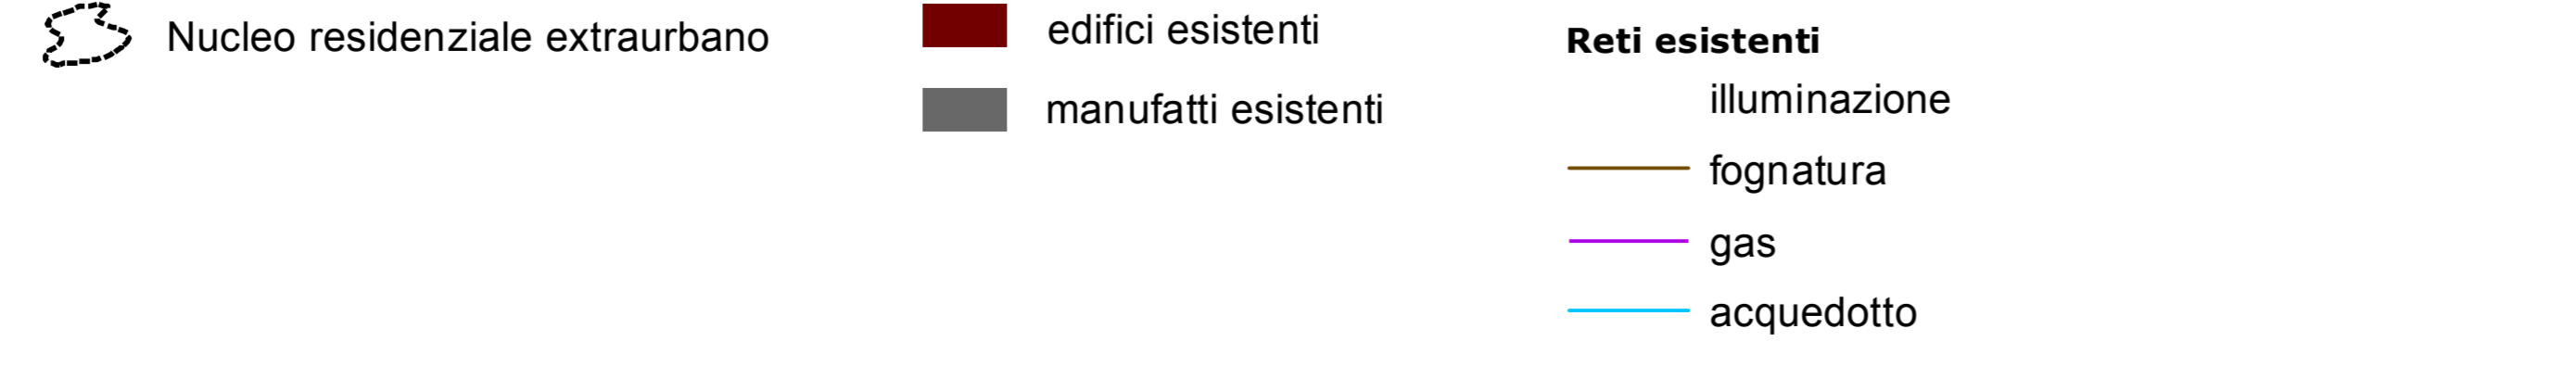 Nucleo residenziale extraurbano
edifici esistenti
manufatti esistenti
Reti esistenti
illuminazione
fognatura
gas
acquedotto